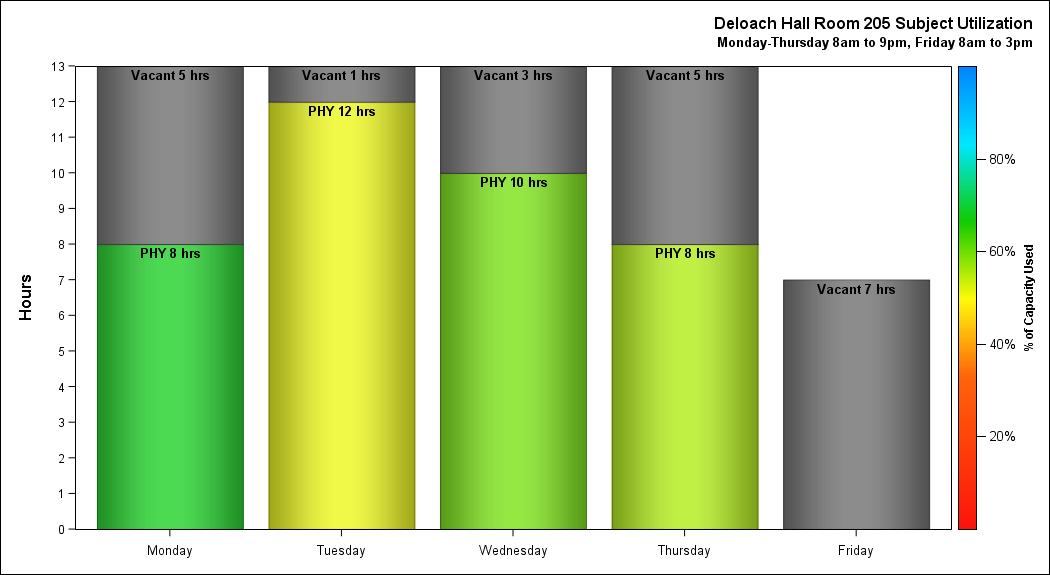 Deloach Hall Room 205 Subject Utilization
Monday-Thursday 8am to 9pm, Friday 8am to 3pm
Hours
13
12
11
10
9
8
7
6
5
4
3
2
1
0
Vacant 5 hrs
PHY 8 hrs
Vacant 1 hrs
PHY 12 hrs
Vacant 3 hrs
PHY 10 hrs
Vacant 5 hrs
PHY 8 hrs
Vacant 7 hrs
Monday
Tuesday
Wednesday
Thursday
Friday
80%
60%
40%
20%
% of Capacity Used